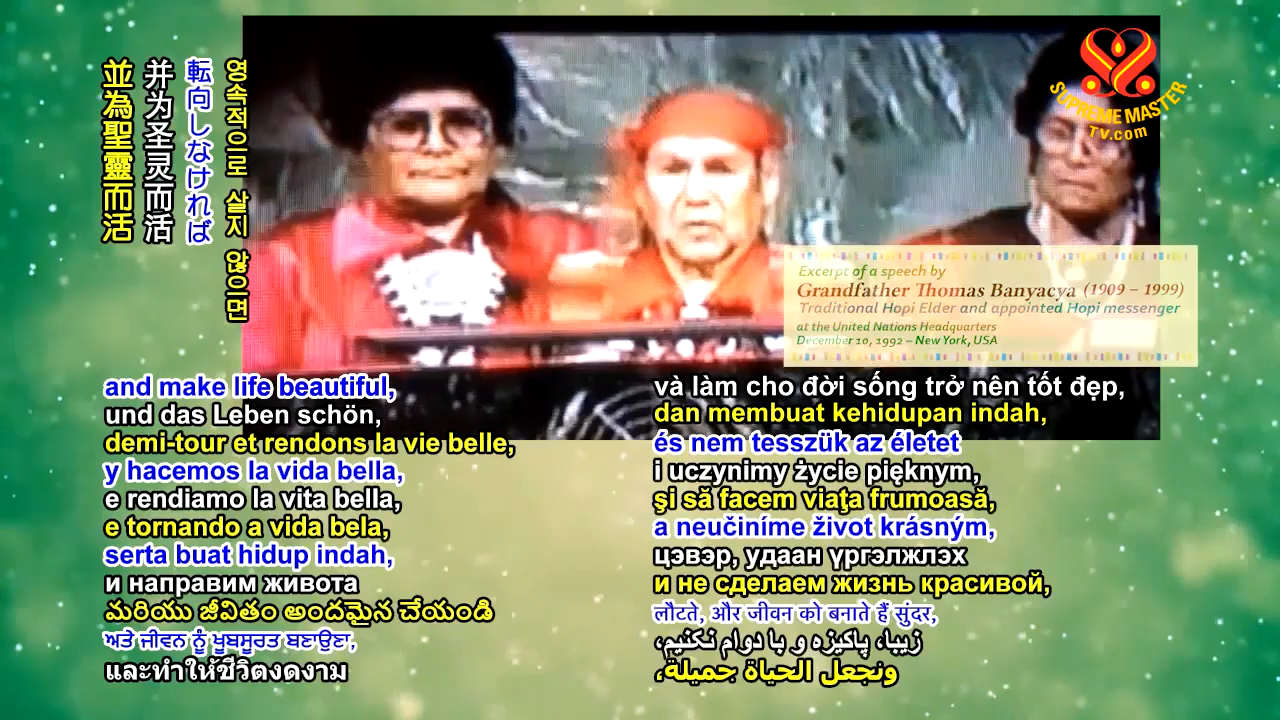 영속적으로 살지 않으면
転向しなければ
并为圣灵而活
並為聖靈而活
SUPREME MASTER
TV.com
Excerpt of a speech by
Grandfather Thomas Banyacya (1909 – 1999)
Traditional Hopi Elder and appointed Hopi messenger
at the United Nations Headquarters
December 10, 1992 – New York, USA
and make life beautiful,
und das Leben schön,
demi-tour et rendons la vie belle,
y hacemos la vida bella,
e rendiamo la vita bella,
e tornando a vida bela,
serta buat hidup indah,
и направим живота
మరియు జీవితం అందమైన చేయండి
ਅਤੇ ਜੀਵਨ ਨੂੰ ਖੂਬਸੂਰਤ ਬਣਾਉਣਾ,
และทำให้ชีวิตงดงาม
và làm cho đời sống trở nên tốt đẹp,
dan membuat kehidupan indah,
és nem tesszük az életet
i uczynimy życie pięknym,
şi să facem viaţa frumoasă,
a neučiníme život krásným,
цэвэр, удаан үргэлжлэх
и не сделаем жизнь красивой,
लौटते, और जीवन को बनाते हैं सुंदर,
زیبا، پاکیزه و با دوام نکنیم،
ونجعل الحياة جميلة،